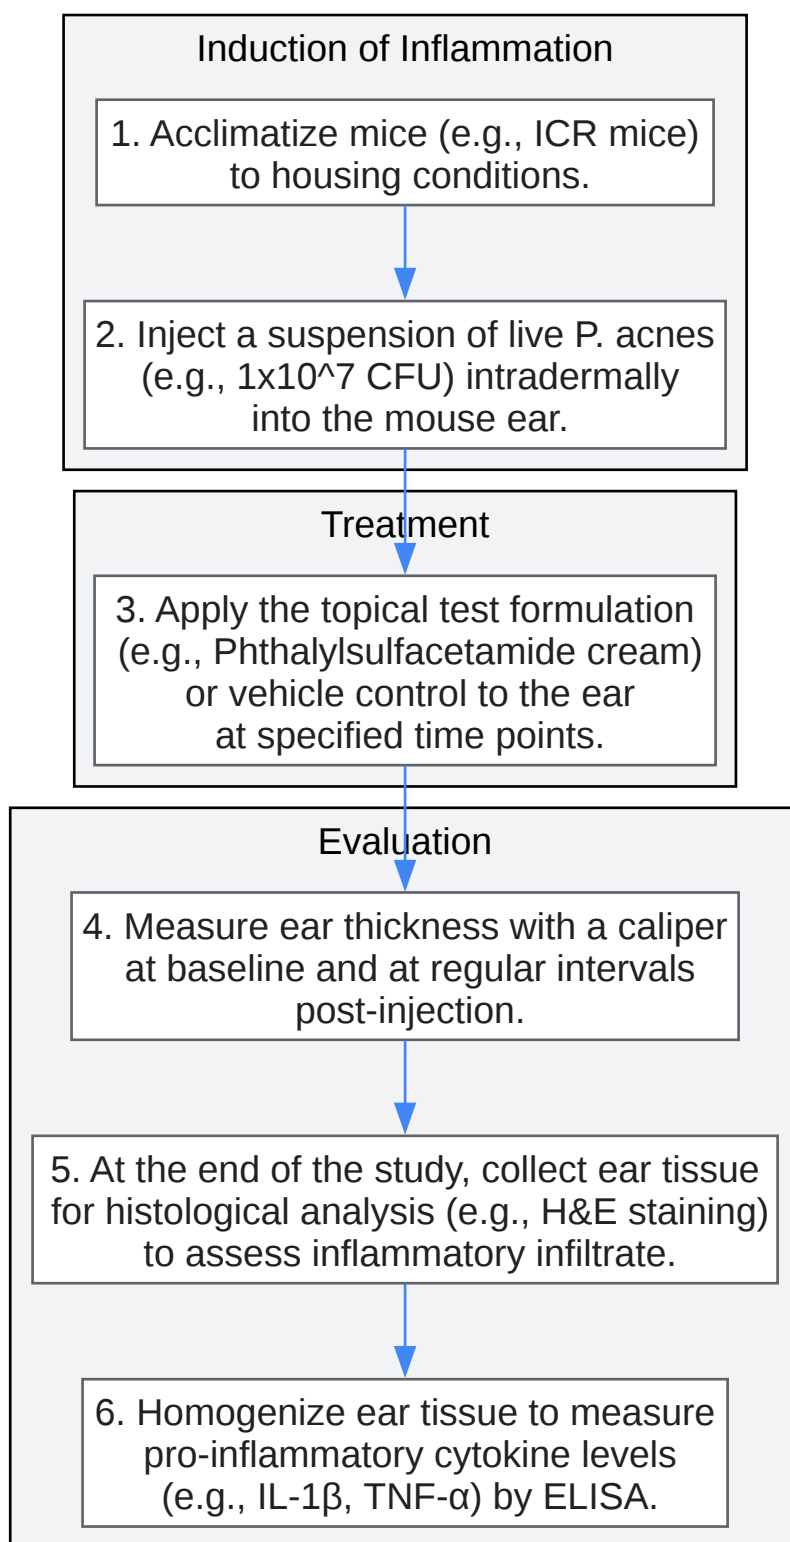 Induction of Inflammation
1. Acclimatize mice (e.g., ICR mice)
to housing conditions.
2. Inject a suspension of live P. acnes
(e.g., 1x10^7 CFU) intradermally
into the mouse ear.
Treatment
3. Apply the topical test formulation
(e.g., Phthalylsulfacetamide cream)
or vehicle control to the ear
at specified time points.
Evaluation
4. Measure ear thickness with a caliper
at baseline and at regular intervals
post-injection.
5. At the end of the study, collect ear tissue
for histological analysis (e.g., H&E staining)
to assess inflammatory infiltrate.
6. Homogenize ear tissue to measure
pro-inflammatory cytokine levels
(e.g., IL-1β, TNF-α) by ELISA.